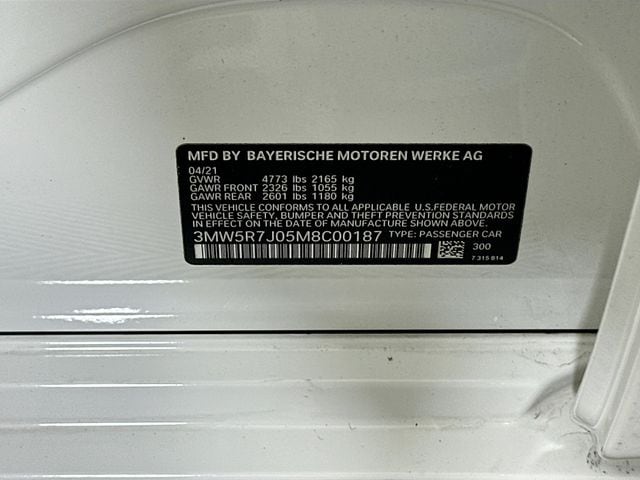 MFD BY BAYERISCHE MOTOREN WERKE AG
04/21
GVWR 4773 lbs 2165 kg
GAWR FRONT 2326 lbs 1055 kg
GAWR REAR 2601 lbs 1180 kg
THIS VEHICLE CONFORMS TO ALL APPLICABLE U.S.FEDERAL MOTOR
VEHICLE SAFETY, BUMPER AND THEFT PREVENTION STANDARDS
IN EFFECT ON THE DATE OF MANUFACTURE SHOWN ABOVE.
3MW5R7J05M8C00187 TYPE: PASSENGER CAR
300
7 315 814